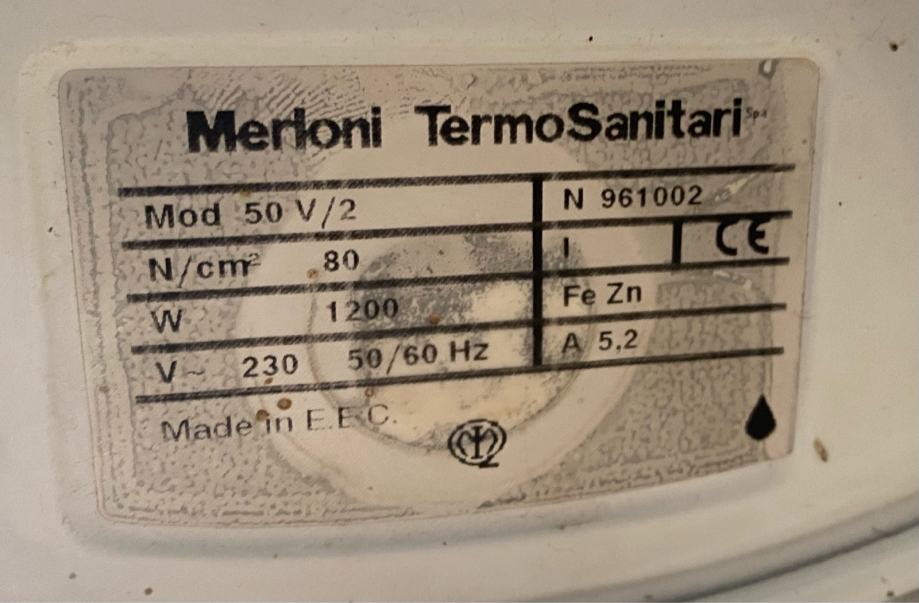 Merloni TermoSanitari SpA
Mod 50 V/2
N 961002
N/cm² 80
I CE
W 1200
Fe Zn
V~ 230 50/60 Hz
A 5,2
Made in E.E.C.